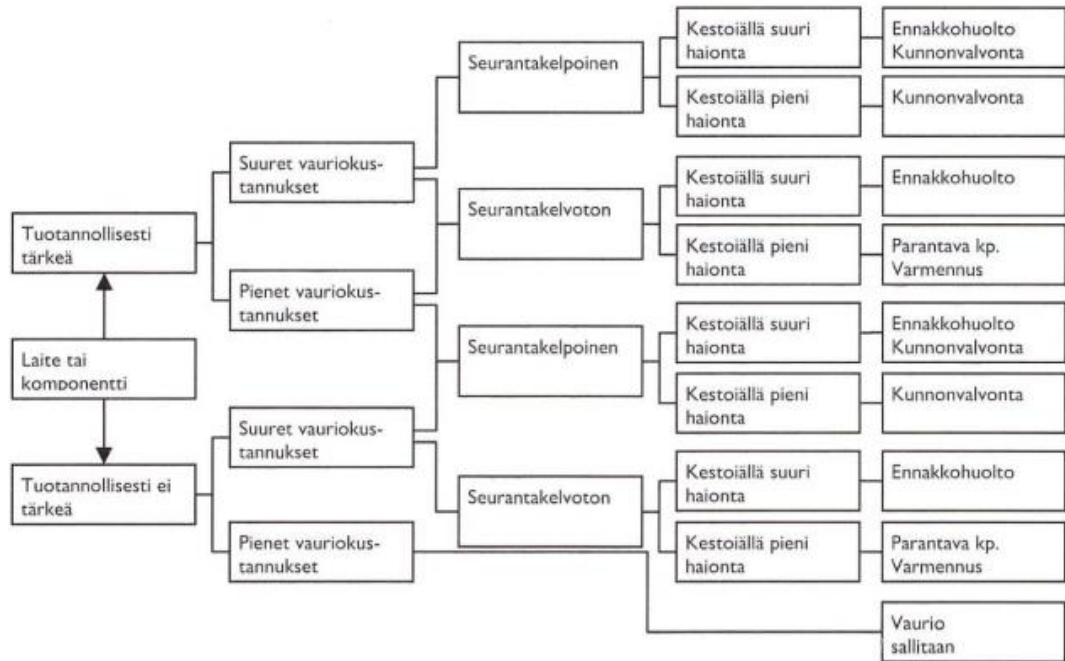 Laite tai
komponentti
Tuotannollisesti
tärkeä
Tuotannollisesti ei
tärkeä
Suuret vauriokus-
tannukset
Pienet vauriokus-
tannukset
Suuret vauriokus-
tannukset
Pienet vauriokus-
tannukset
Seurantakelpoinen
Seurantakelvoton
Seurantakelpoinen
Seurantakelvoton
Kestoiällä suuri
haionta
Ennakkohuolto
Kunnonvalvonta
Kestoiällä pieni
haionta
Kunnonvalvonta
Kestoiällä suuri
haionta
Ennakkohuolto
Kestoiällä pieni
haionta
Parantava kp.
Varmennus
Kestoiällä suuri
haionta
Ennakkohuolto
Kunnonvalvonta
Kestoiällä pieni
haionta
Kunnonvalvonta
Kestoiällä suuri
haionta
Ennakkohuolto
Kestoiällä pieni
haionta
Parantava kp.
Varmennus
Vaurio
sallitaan